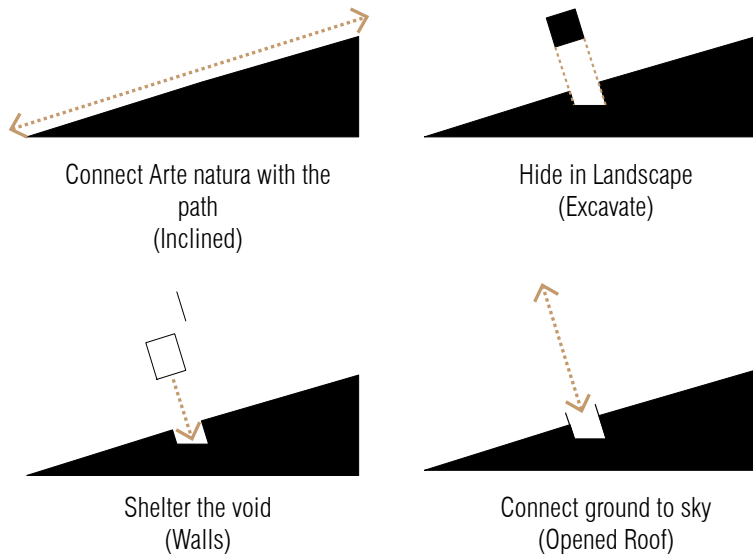 Connect Arte natura with the
path
(Inclined)
Hide in Landscape
(Excavate)
Shelter the void
(Walls)
Connect ground to sky
(Opened Roof)